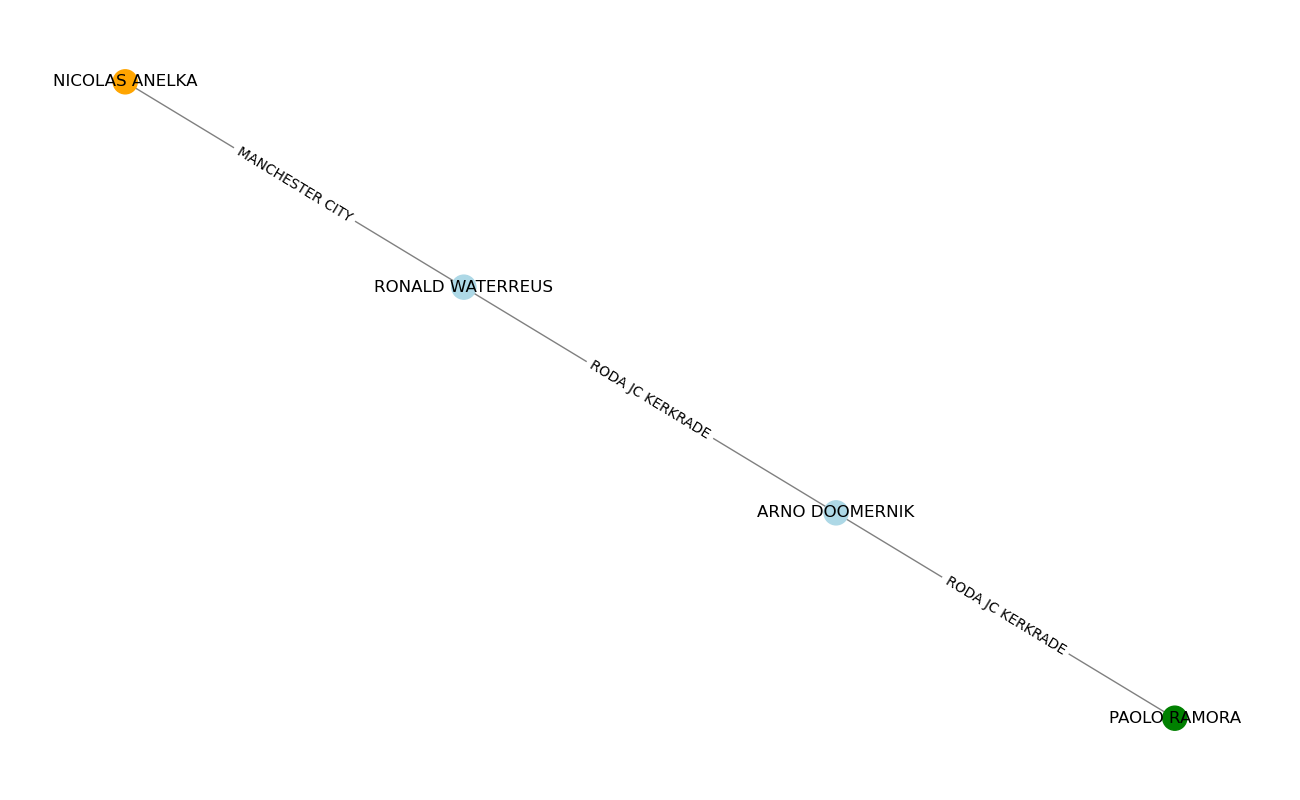 NICOLAS ANELKA
MANCHESTER CITY
RONALD WATERREUS
RODA JC KERKRADE
ARNO DOOMERNIK
RODA JC KERKRADE
PAOLO RAMORA